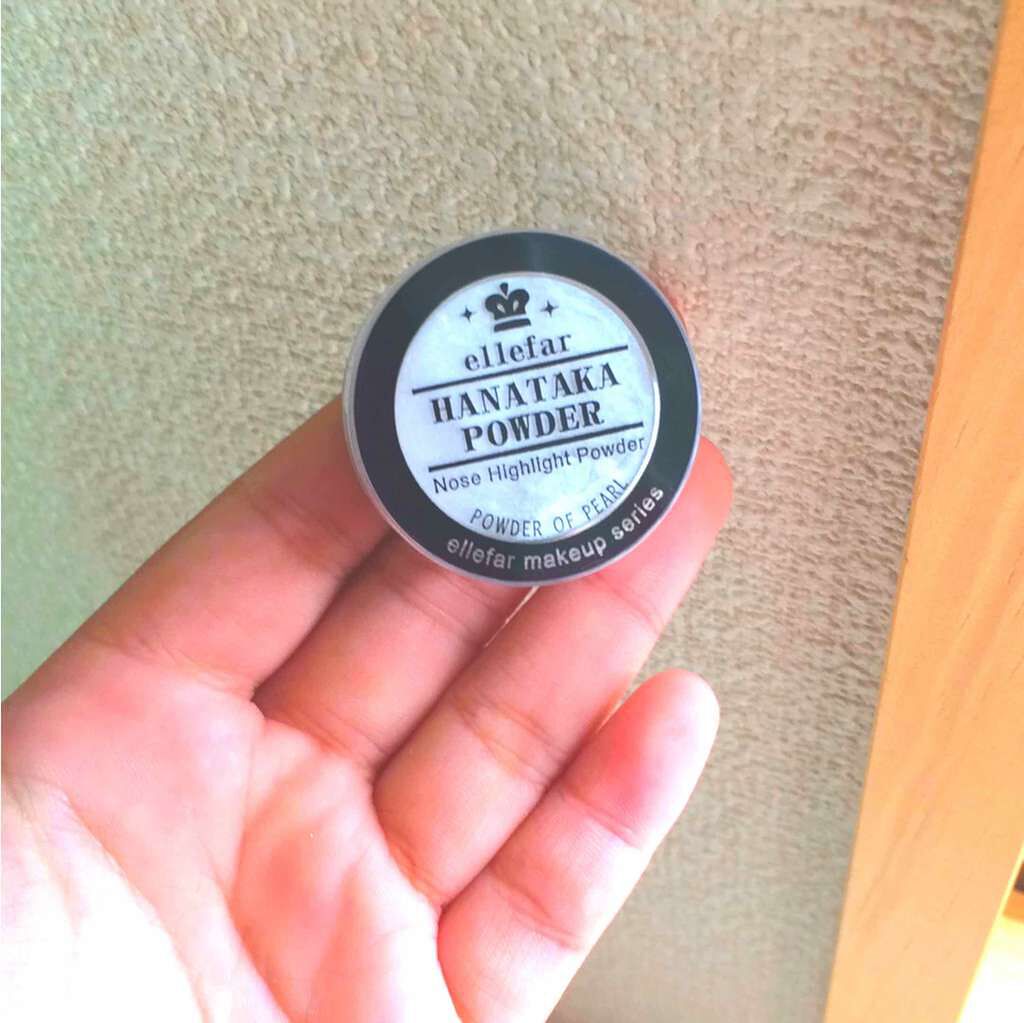 ellefar
HANATAKA
POWDER
Nose Highlight Powder
POWDER OF PEARL
ellefar makeup series